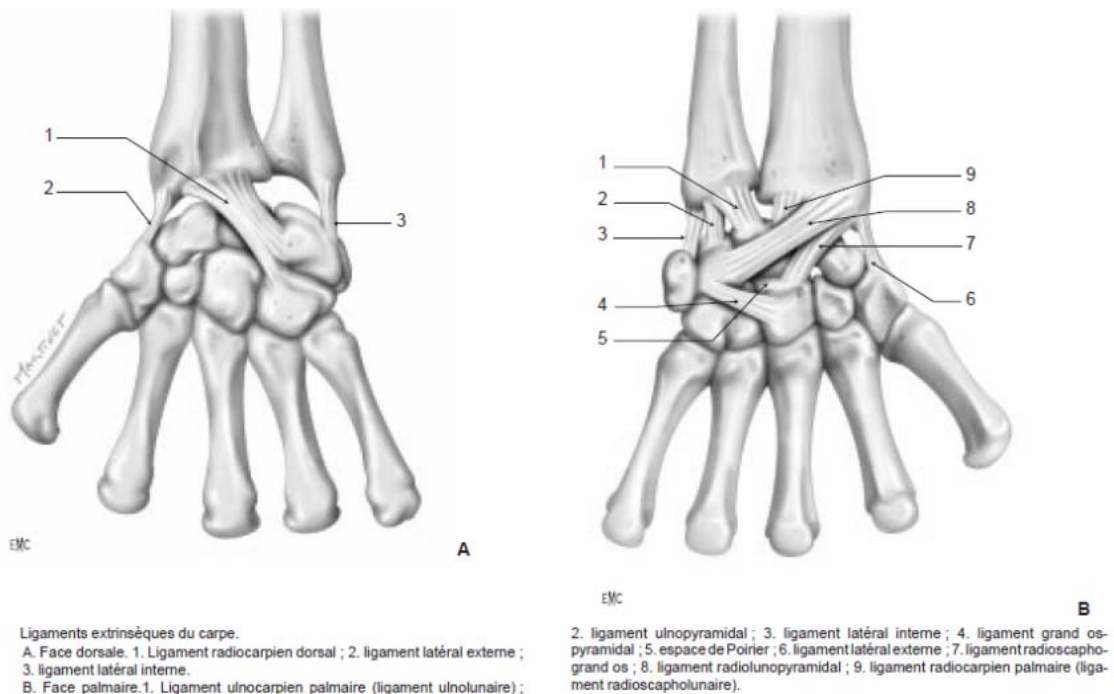 1
2
3
EMC
A
1
2
3
4
5
9
8
7
6
EMC
B
Ligaments extrinsèques du carpe.
A. Face dorsale. 1. Ligament radiocarpien dorsal ; 2. ligament latéral externe ;
3. ligament latéral interne.
B. Face palmaire.1. Ligament ulnocarpien palmaire (ligament ulnolunaire) ;
2. ligament ulnopyramidal ; 3. ligament latéral interne ; 4. ligament grand os-
pyramidal ; 5. espace de Poirier ; 6. ligament latéral externe ; 7. ligament radioscapho-
grand os ; 8. ligament radiolunopyramidal ; 9. ligament radiocarpien palmaire (liga-
ment radioscapholunaire).